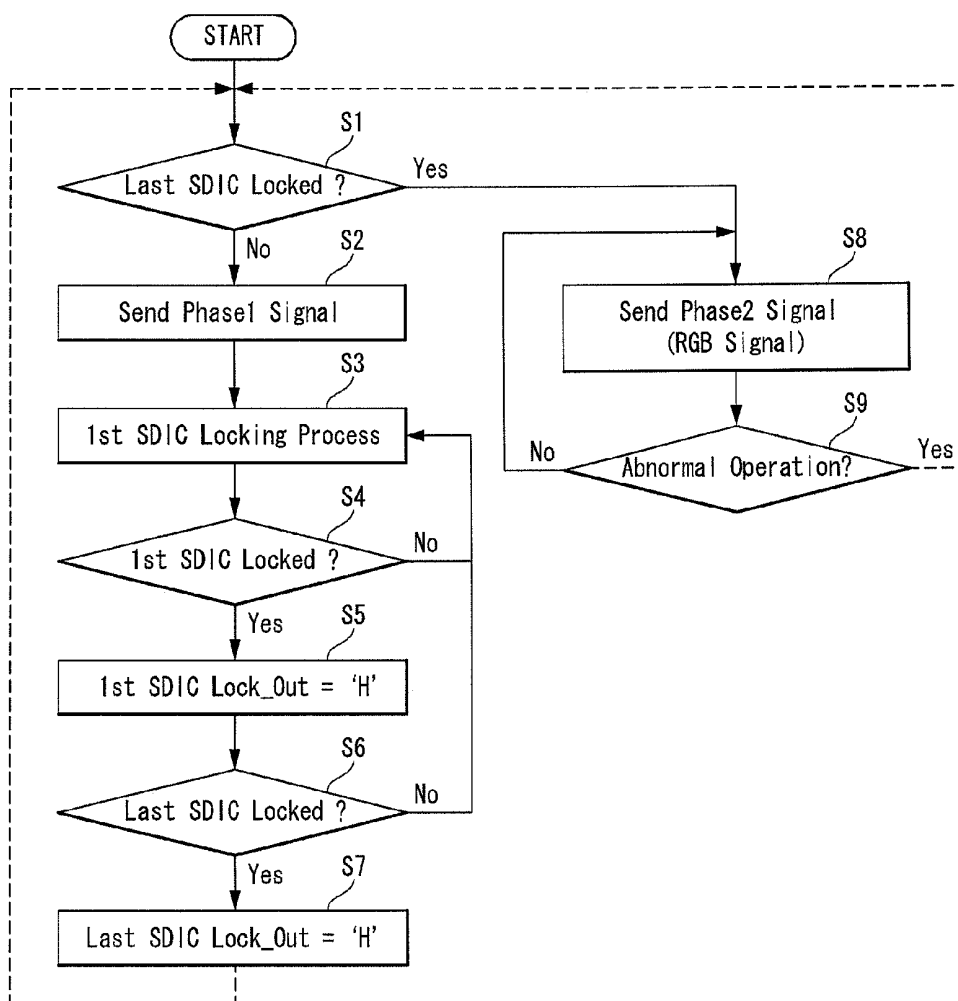 START
S1
Last SDIC Locked ?
Yes
No
S2
Send Phase1 Signal
S3
1st SDIC Locking Process
S4
1st SDIC Locked ?
No
Yes
S5
1st SDIC Lock_Out = ‘H’
S6
Last SDIC Locked ?
No
Yes
S7
Last SDIC Lock_Out = ‘H’
S8
Send Phase2 Signal
(RGB Signal)
S9
Abnormal Operation?
No
Yes